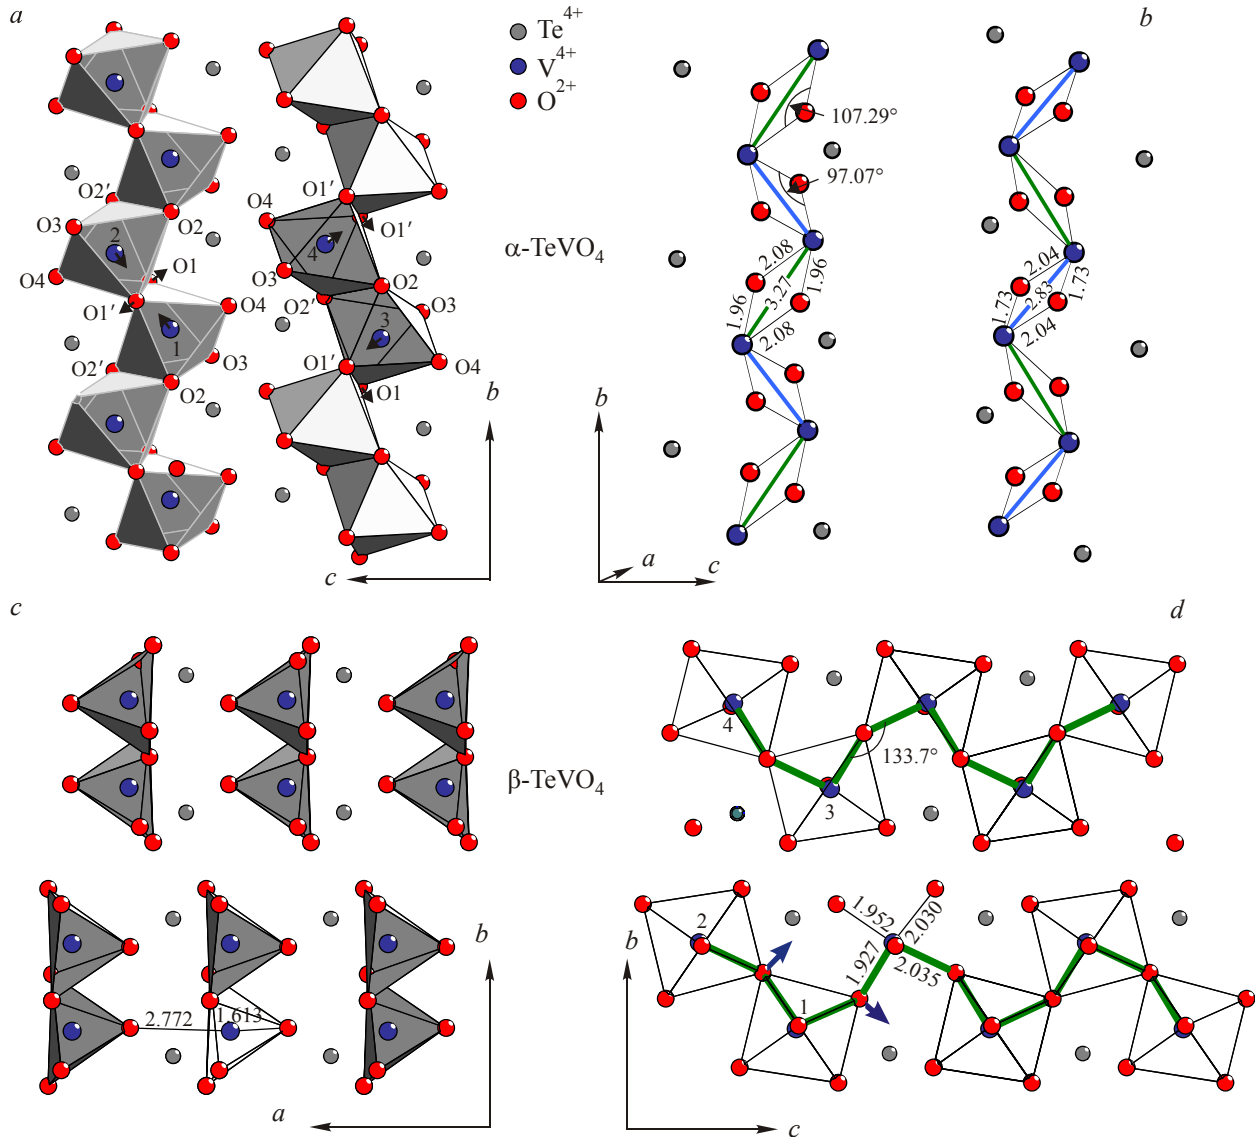 a
Te4+
V4+
O2+
b
107.29°
97.07°
O2′
O3
O2
2
O1
O4
O4
O1′
1
O2′
O3
O2
O1′
O4
O1′
4
O3
O2
O2′
O3
3
O1′
O4
O1
α-TeVO4
2.08
1.96
3.27
1.96
2.08
2.04
1.73
2.83
1.73
2.04
b
c
b
a
c
c
d
β-TeVO4
4
133.7°
3
2.772
1.613
b
a
2
1.952
2.030
1.927
2.035
1
b
c